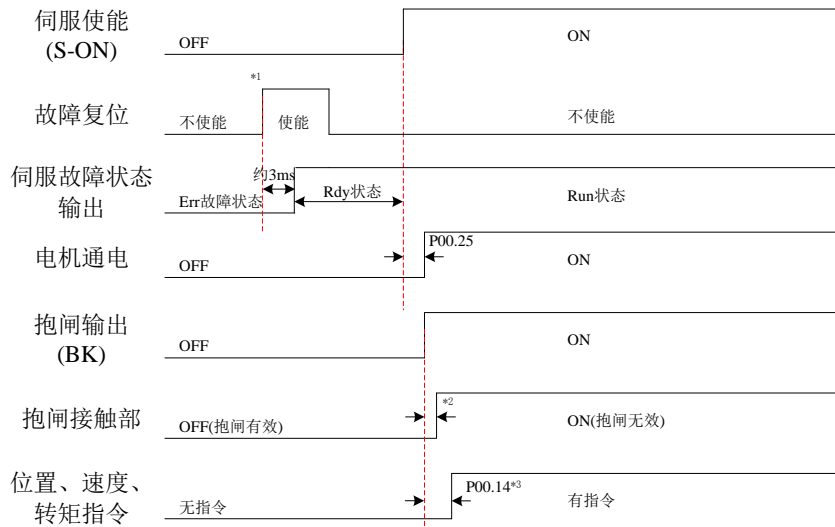 伺服使能
(S-ON)
OFF
ON
*1
故障复位
不使能
使能
不使能
伺服故障状态
输出
约3ms
Err故障状态
Rdy状态
Run状态
电机通电
OFF
P00.25
ON
抱闸输出
(BK)
OFF
ON
抱闸接触部
OFF(抱闸有效)
*2
ON(抱闸无效)
位置、速度、
转矩指令
无指令
P00.14*3
有指令